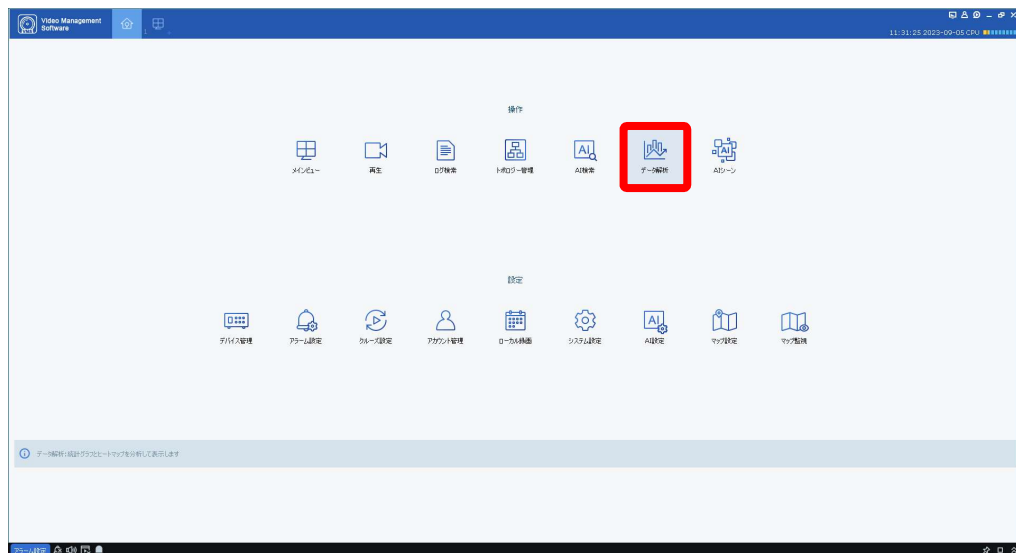 Video Management
Software
11:31:25 2023-09-05 CPU
操作
メインビュー
再生
ログ検索
トポロジー管理
AI検索
データ解析
AIシーン
設定
デバイス管理
アラーム設定
クルーズ設定
アカウント管理
ローカル録画
システム設定
AI設定
マップ設定
マップ監視
データ解析:統計グラフとヒートマップを分析して表示します
アラーム設定